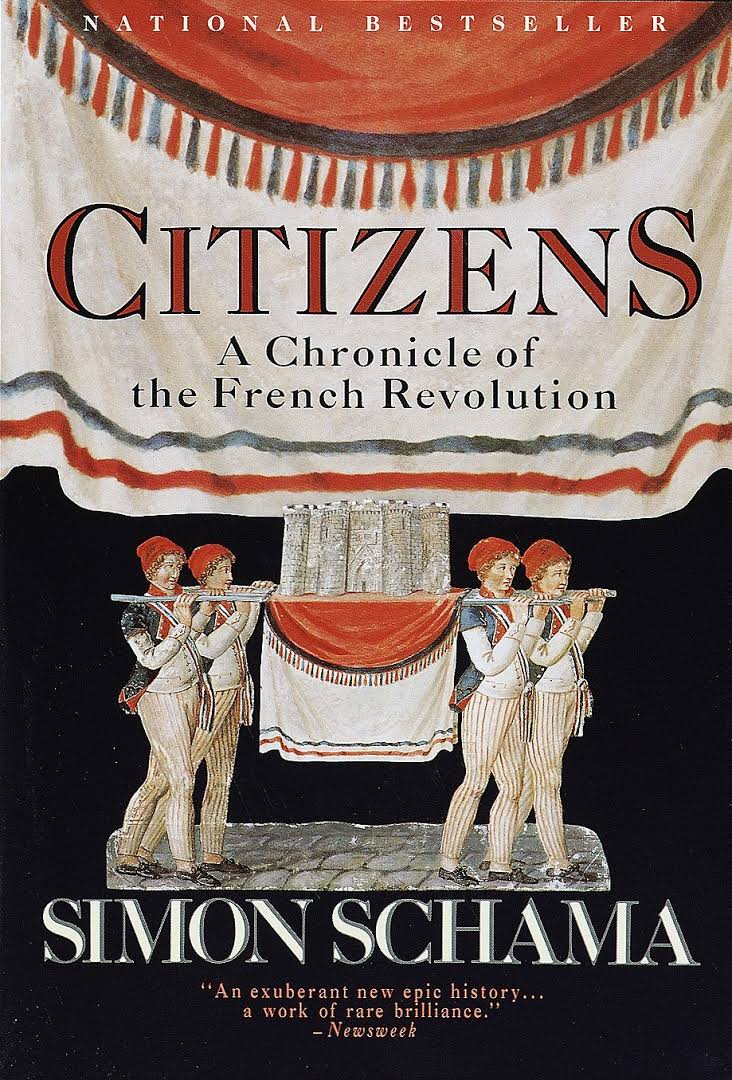 NATIONAL BESTSELLER
CITIZENS
A Chronicle of
the French Revolution
SIMON SCHAMA
“An exuberant new epic history...
a work of rare brilliance.”
– Newsweek